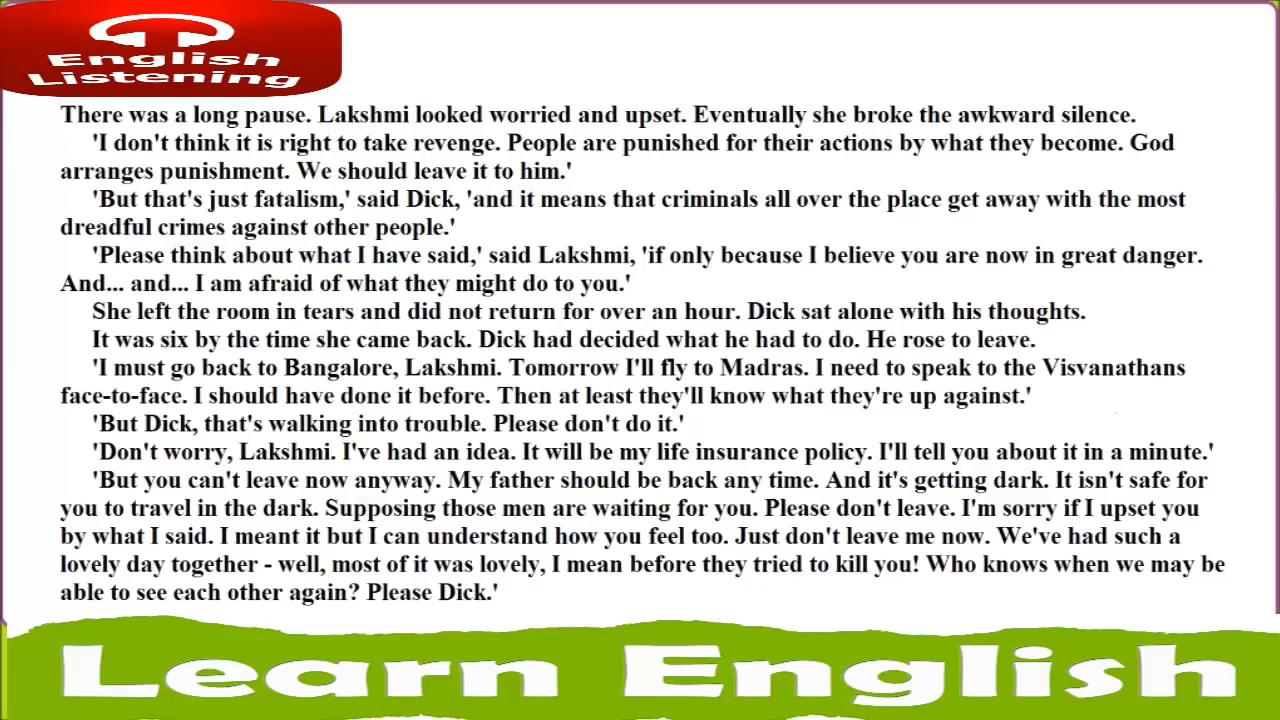 English
Listening
There was a long pause. Lakshmi looked worried and upset. Eventually she broke the awkward silence.
'I don't think it is right to take revenge. People are punished for their actions by what they become. God
arranges punishment. We should leave it to him.'
'But that's just fatalism,' said Dick, 'and it means that criminals all over the place get away with the most
dreadful crimes against other people.'
'Please think about what I have said,' said Lakshmi, 'if only because I believe you are now in great danger.
And... and... I am afraid of what they might do to you.'
She left the room in tears and did not return for over an hour. Dick sat alone with his thoughts.
It was six by the time she came back. Dick had decided what he had to do. He rose to leave.
'I must go back to Bangalore, Lakshmi. Tomorrow I'll fly to Madras. I need to speak to the Visvanathans
face-to-face. I should have done it before. Then at least they'll know what they're up against.'
'But Dick, that's walking into trouble. Please don't do it.'
'Don't worry, Lakshmi. I've had an idea. It will be my life insurance policy. I'll tell you about it in a minute.'
'But you can't leave now anyway. My father should be back any time. And it's getting dark. It isn't safe for
you to travel in the dark. Supposing those men are waiting for you. Please don't leave. I'm sorry if I upset you
by what I said. I meant it but I can understand how you feel too. Just don't leave me now. We've had such a
lovely day together - well, most of it was lovely, I mean before they tried to kill you! Who knows when we may be
able to see each other again? Please Dick.'
Learn English